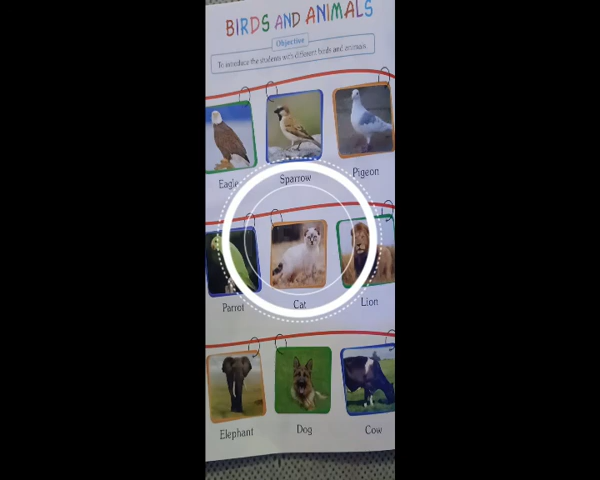 BIRDS AND ANIMALS
Objective
To introduce the students with different birds and animals.
Eagle Sparrow Pigeon
Parrot Cat Lion
Elephant Dog Cow